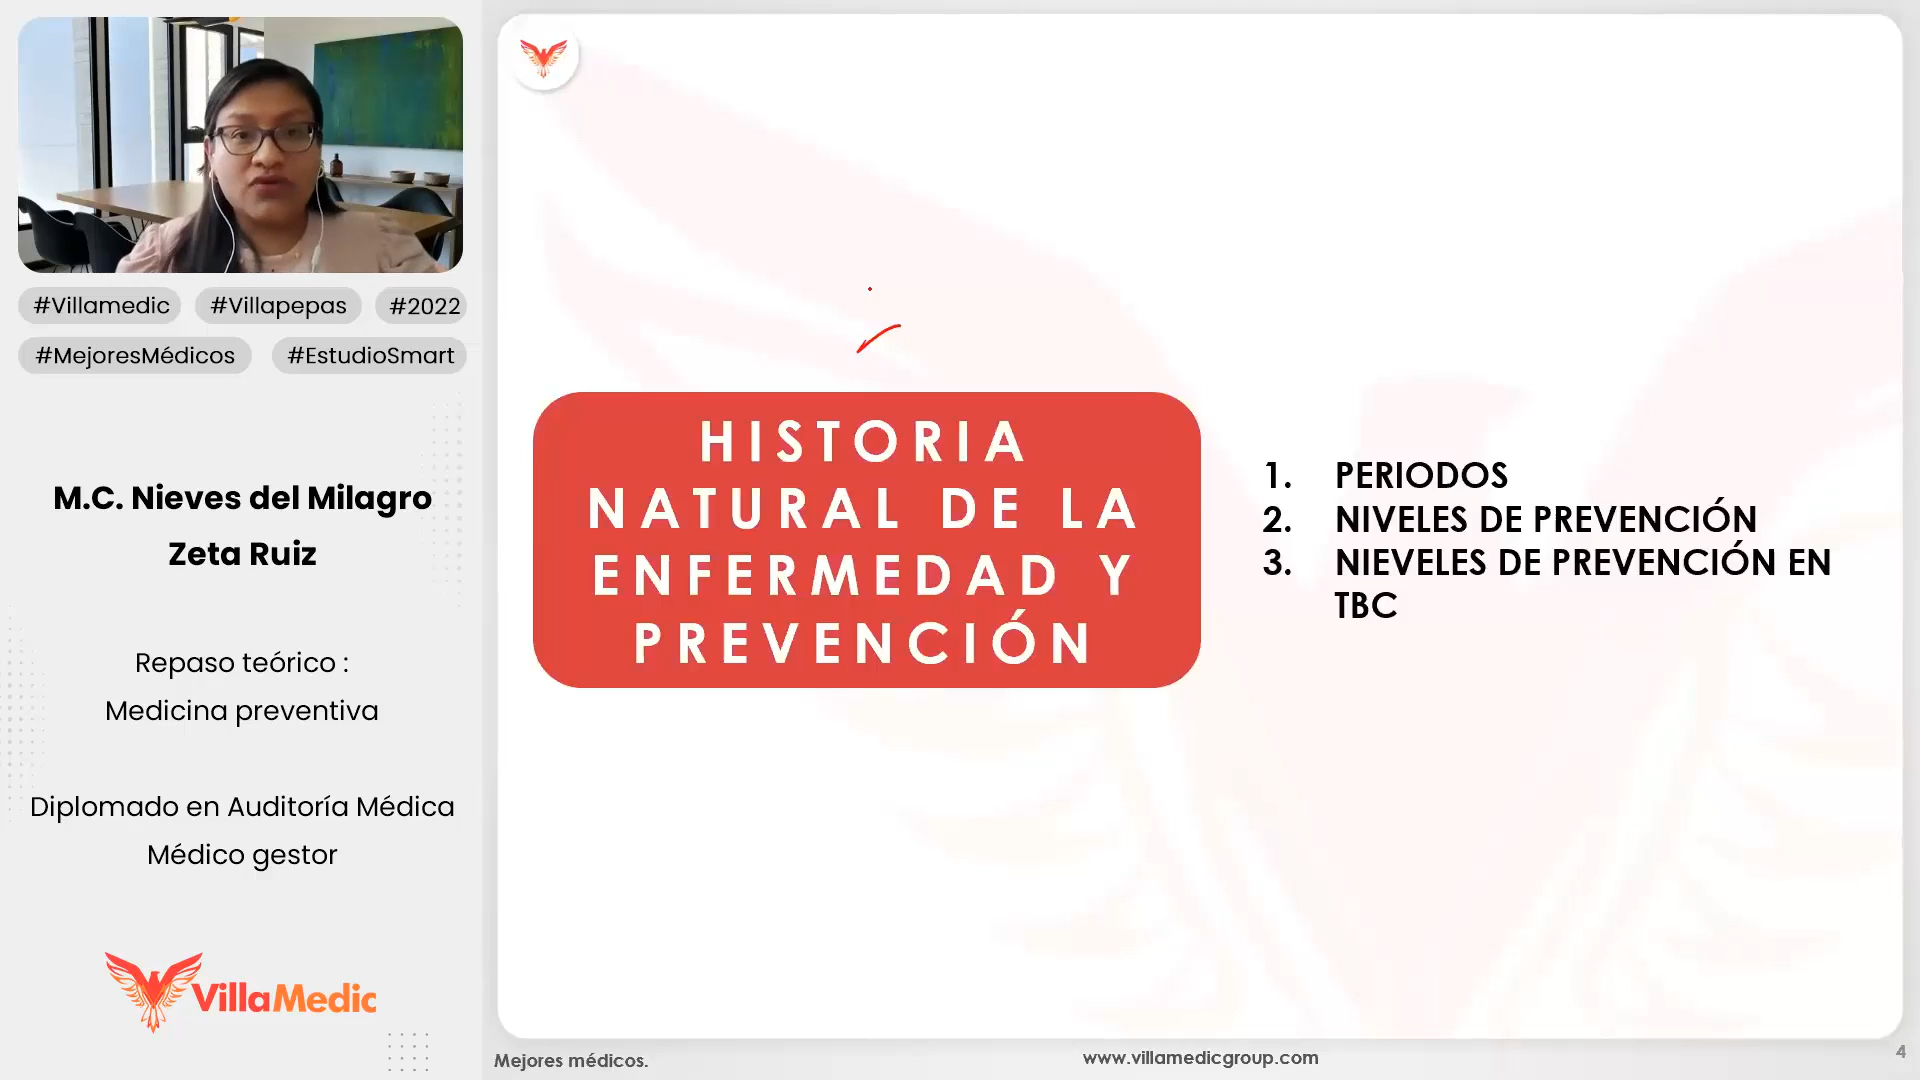 #Villamedic #Villapepas #2022
#MejoresMédicos #EstudioSmart
M.C. Nieves del Milagro
Zeta Ruiz
Repaso teórico :
Medicina preventiva
Diplomado en Auditoría Médica
Médico gestor
VillaMedic
HISTORIA
NATURAL DE LA
ENFERMEDAD Y
PREVENCIÓN
1. PERIODOS
2. NIVELES DE PREVENCIÓN
3. NIEVELES DE PREVENCIÓN EN
TBC
Mejores médicos.
www.villamedicgroup.com
4